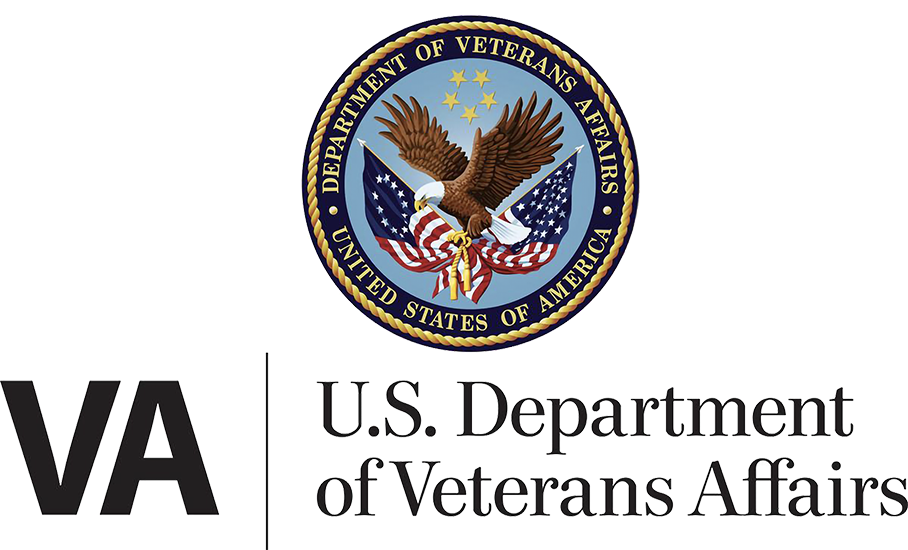 DEPARTMENT OF VETERANS AFFAIRS
UNITED STATES OF AMERICA
VA
U.S. Department
of Veterans Affairs